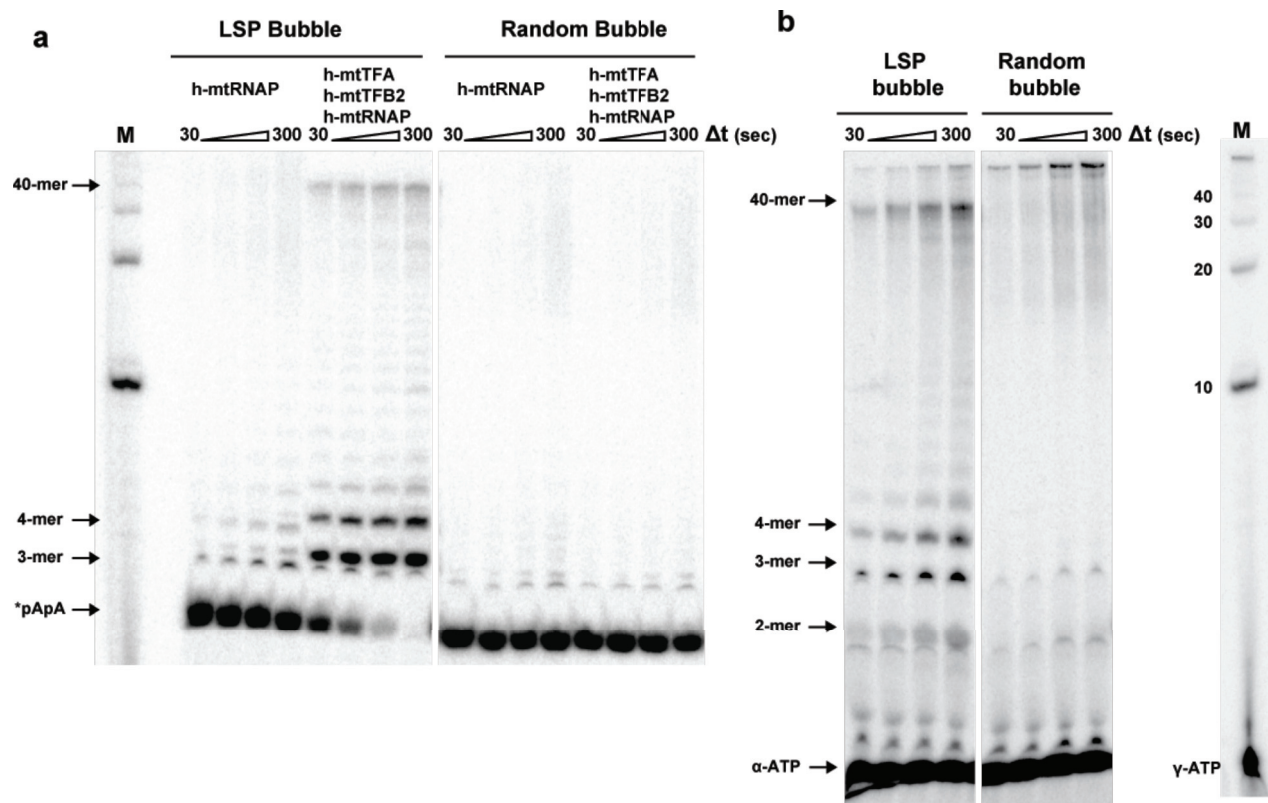 a
LSP Bubble
Random Bubble
h-mtRNAP
h-mtTFA
h-mtTFB2
h-mtRNAP
h-mtRNAP
h-mtTFA
h-mtTFB2
h-mtRNAP
M
30 300 30 300 30 300 30 300 Δt (sec)
40-mer
4-mer
3-mer
*pApA
b
LSP
bubble
Random
bubble
30 300 30 300 Δt (sec)
M
40-mer
4-mer
3-mer
2-mer
α-ATP
40
30
20
10
γ-ATP